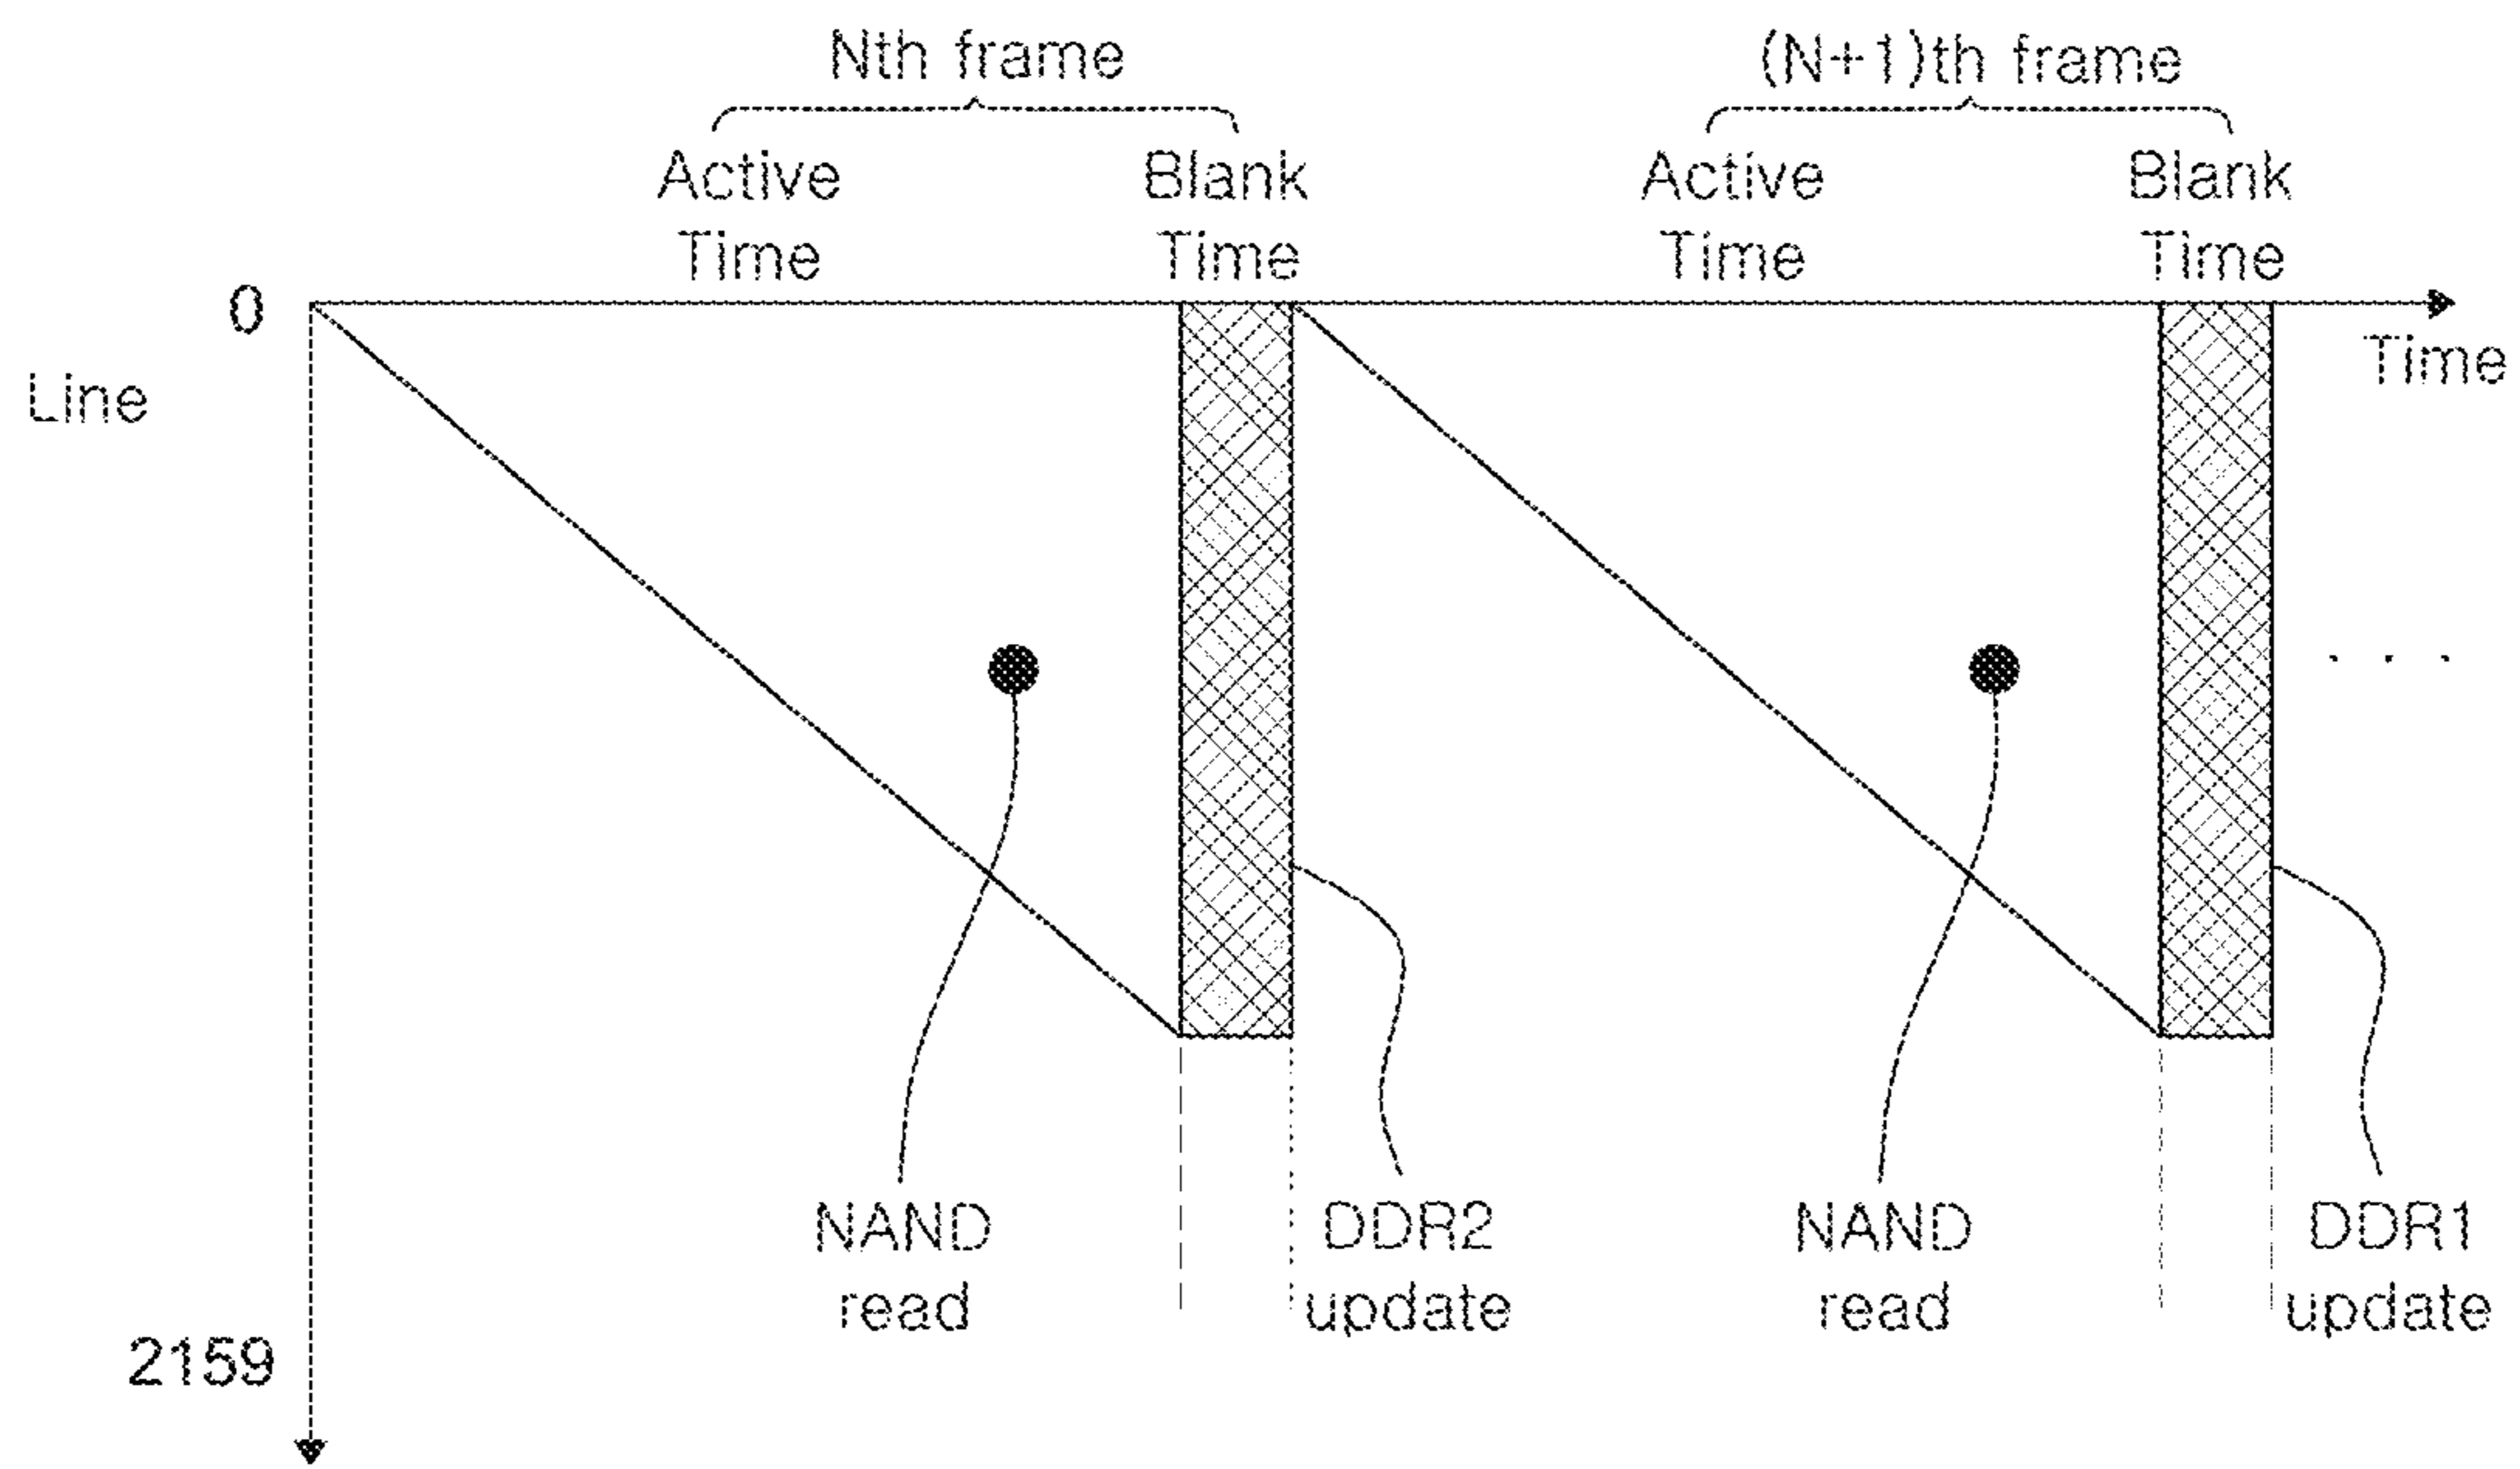 Nth frame
(N+1)th frame
Active
Time
Blank
Time
Active
Time
Blank
Time
0
Line
Time
. . .
NAND
read
DDR2
update
NAND
read
DDR1
update
2159